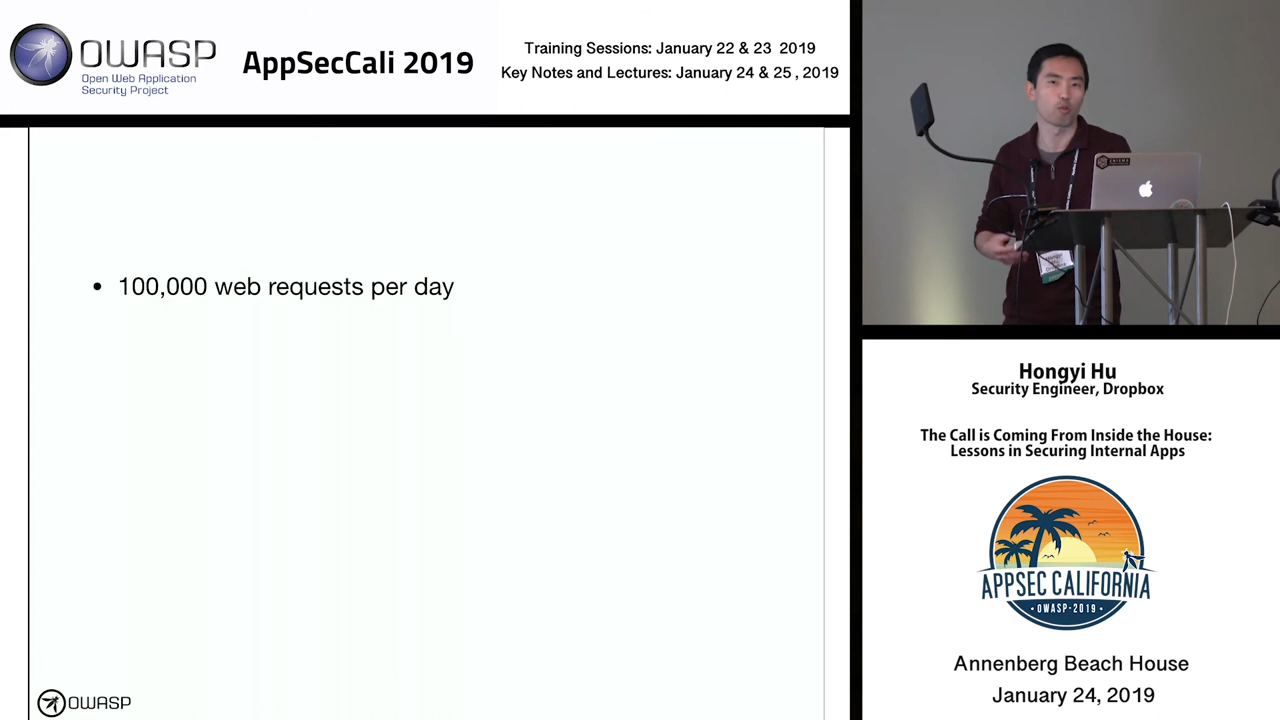 OWASP
Open Web Application
Security Project
AppSecCali 2019
Training Sessions: January 22 & 23 2019
Key Notes and Lectures: January 24 & 25 , 2019
• 100,000 web requests per day
OWASP
Hongyi Hu
Security Engineer, Dropbox
The Call is Coming From Inside the House:
Lessons in Securing Internal Apps
APPSEC CALIFORNIA
• OWASP-2019 •
Annenberg Beach House
January 24, 2019